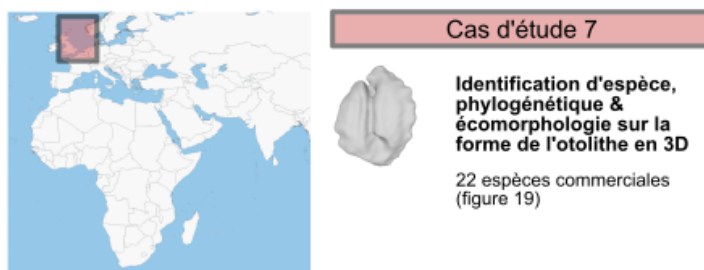 Cas d'étude 7
Identification d'espèce,
phylogénétique &
écomorphologie sur la
forme de l'otolithe en 3D
22 espèces commerciales
(figure 19)